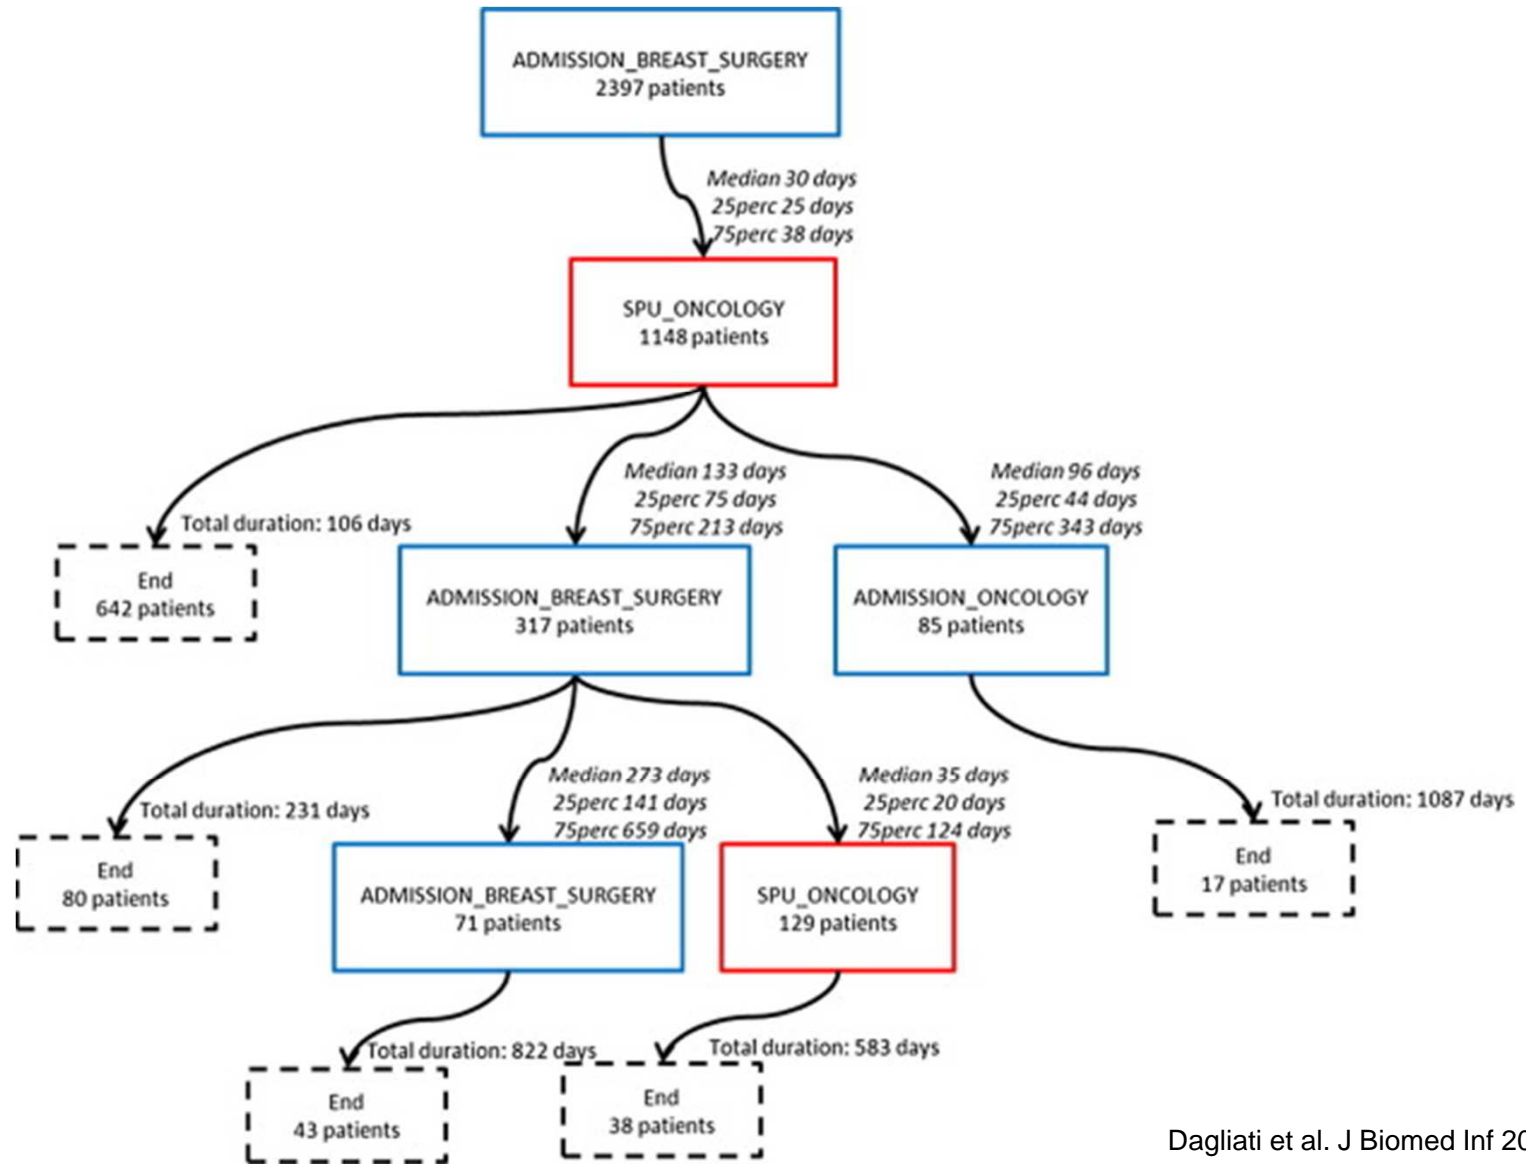 ADMISSION_BREAST_SURGERY
2397 patients
Median 30 days
25perc 25 days
75perc 38 days
SPU_ONCOLOGY
1148 patients
Total duration: 106 days
End
642 patients
Median 133 days
25perc 75 days
75perc 213 days
ADMISSION_BREAST_SURGERY
317 patients
Median 96 days
25perc 44 days
75perc 343 days
ADMISSION_ONCOLOGY
85 patients
Total duration: 231 days
End
80 patients
Median 273 days
25perc 141 days
75perc 659 days
ADMISSION_BREAST_SURGERY
71 patients
Median 35 days
25perc 20 days
75perc 124 days
SPU_ONCOLOGY
129 patients
Total duration: 1087 days
End
17 patients
Total duration: 822 days
End
43 patients
Total duration: 583 days
End
38 patients
Dagliati et al. J Biomed Inf